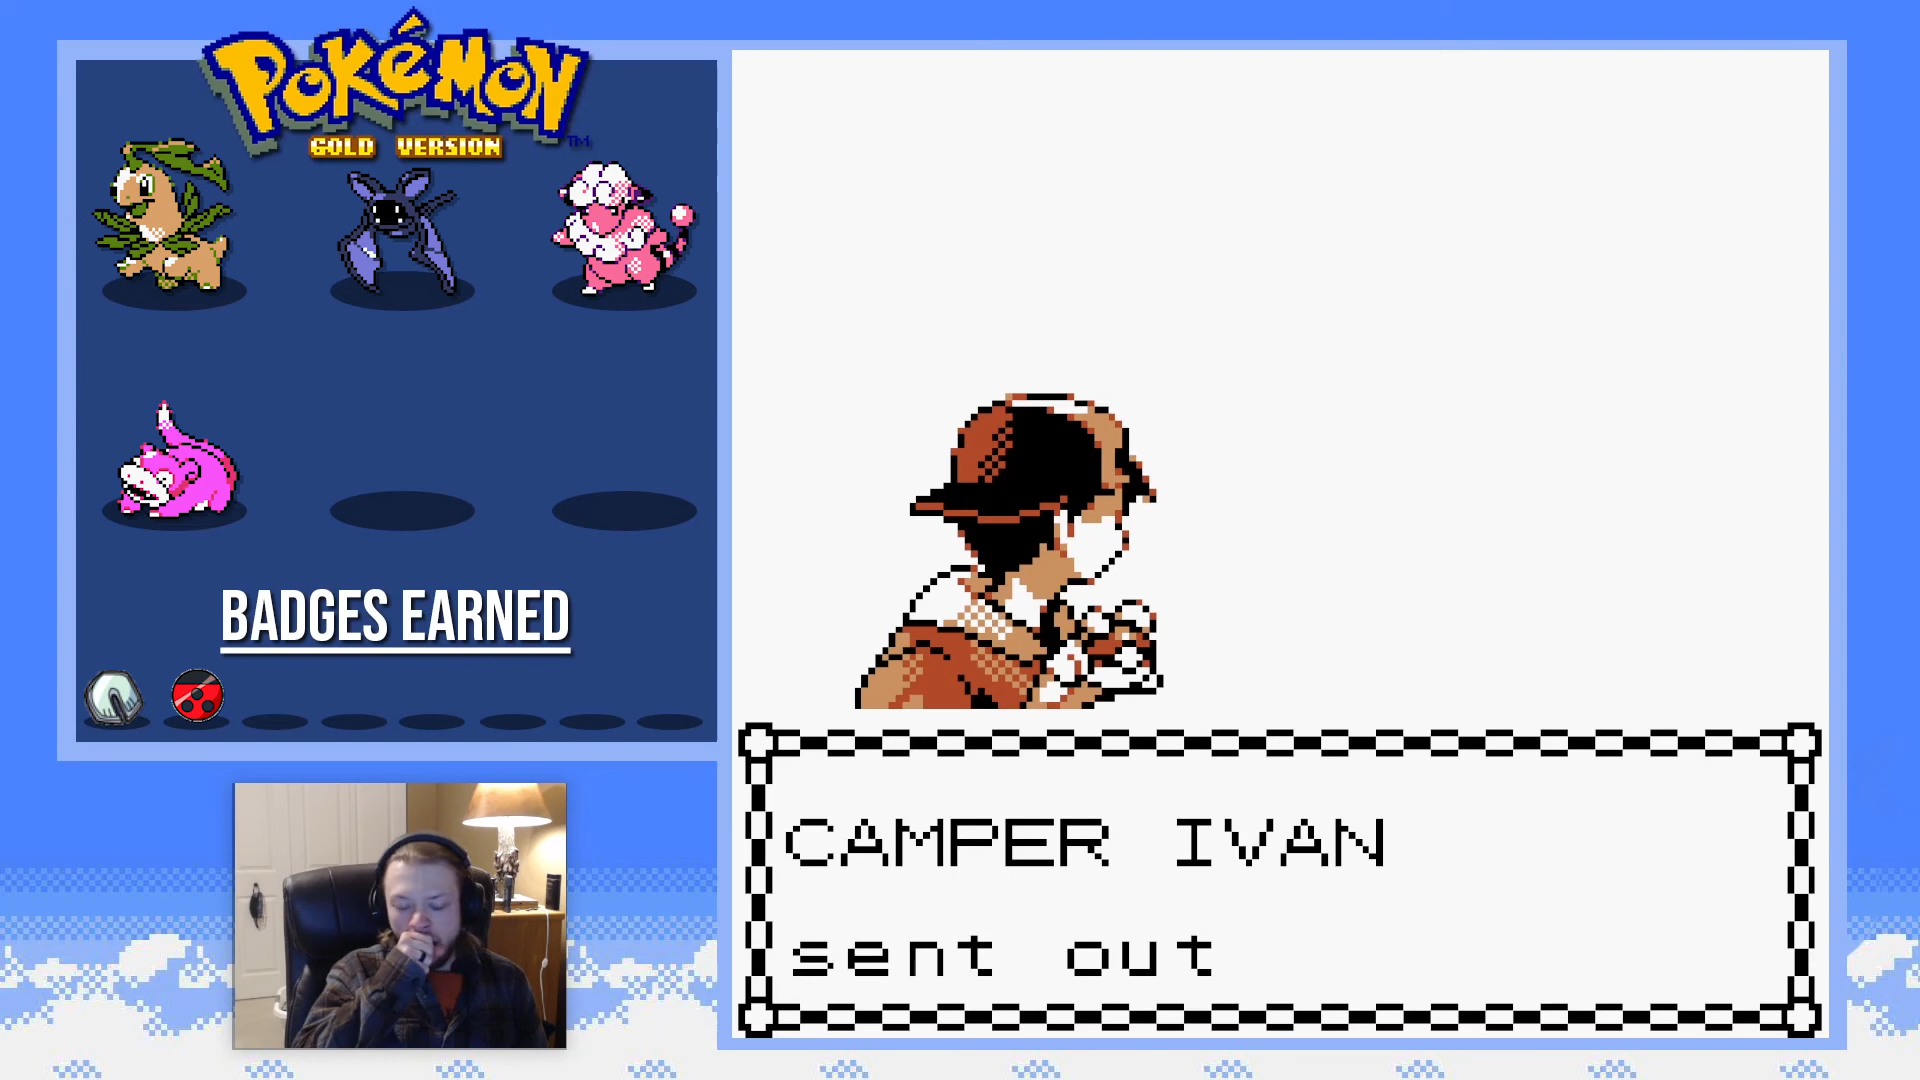 POKéMON
GOLD VERSION
TM
BADGES EARNED
CAMPER IVAN
sent out